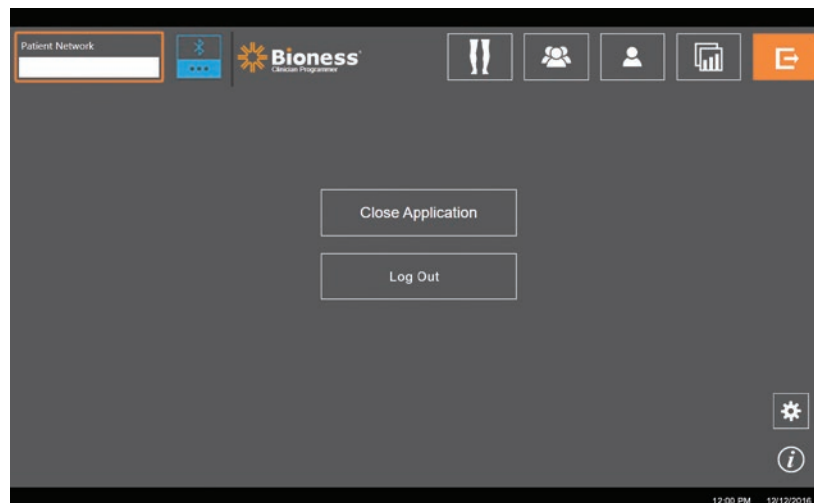 Patient Network
Bioness
Clinician Programmer
Close Application
Log Out
12:00 PM 12/12/2016